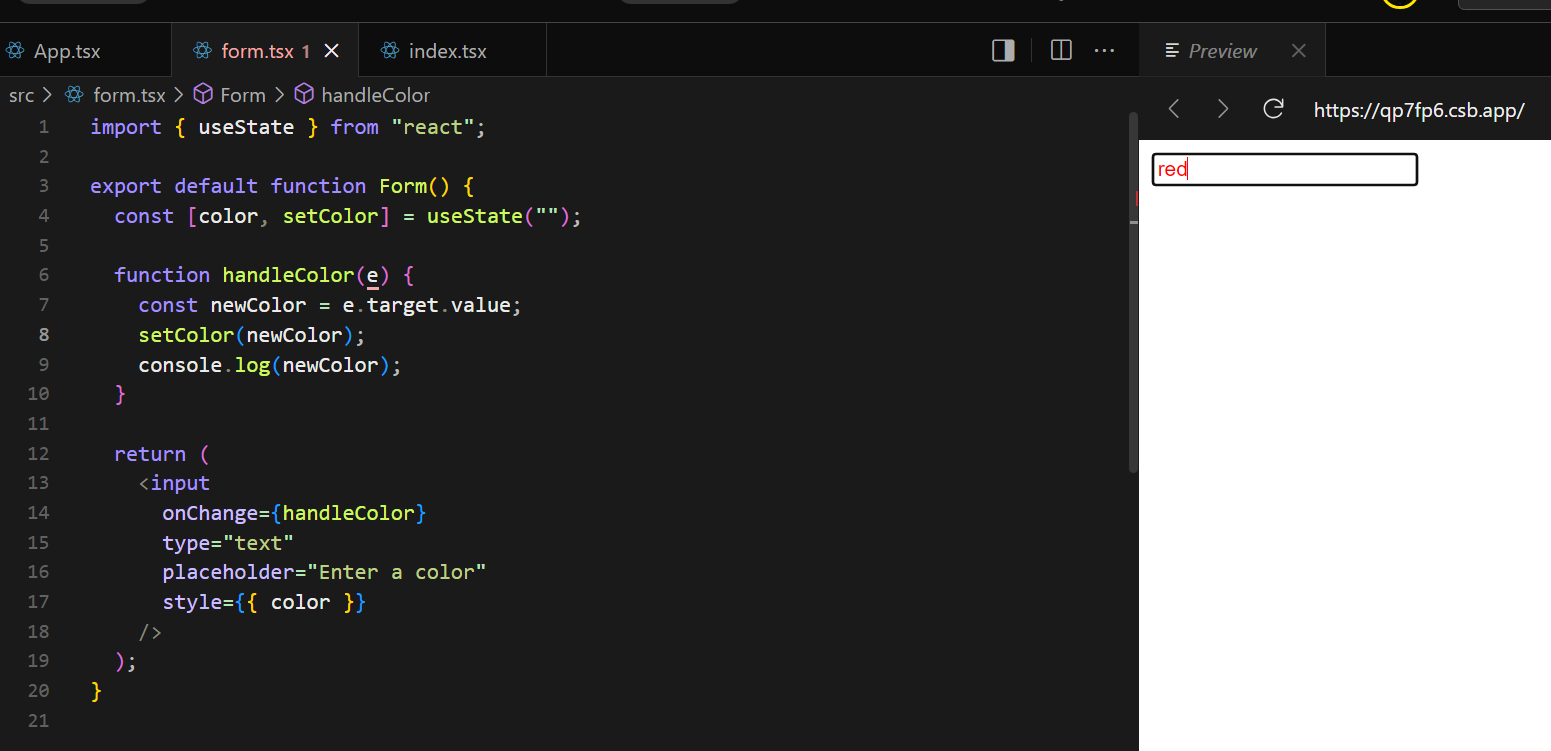 App.tsx form.tsx 1 index.tsx Preview
src > form.tsx > Form > handleColor
https://qp7fp6.csb.app/
1 import { useState } from "react";
2
3 export default function Form() {
4 const [color, setColor] = useState("");
5
6 function handleColor(e) {
7 const newColor = e.target.value;
8 setColor(newColor);
9 console.log(newColor);
10 }
11
12 return (
13 <input
14 onChange={handleColor}
15 type="text"
16 placeholder="Enter a color"
17 style={{ color }}
18 />
19 );
20 }
21
red